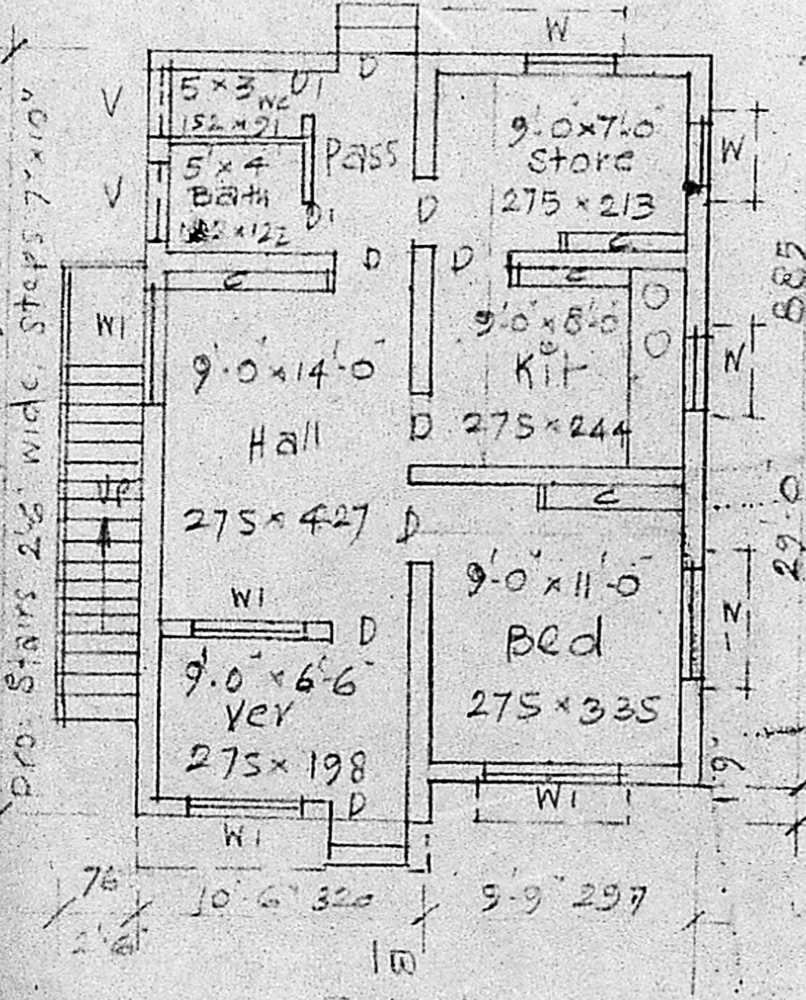 W
5 × 3 WC
D1
D
152 × 91
V
Pass
9'-0" x 7'-0"
Store
275 × 213
W
5' × 4'
Bath
V
D1
D
D
D
C
C
C
W1
9'-0" × 14'-0"
Hall
275 × 427
9'-0" × 8'-0"
Kit
275 × 244
D
W
885
Pro: Stairs 2'-6" wide, Steps 7" x 10"
UP
C
D
29'-0
9'-0" × 11'-0"
Bed
275 × 335
W1
D
9'-0" × 6'-6"
Ver
275 × 198
D
W1
W1
9"
76
10'-6" 320
9'-9" 297
2'-6"